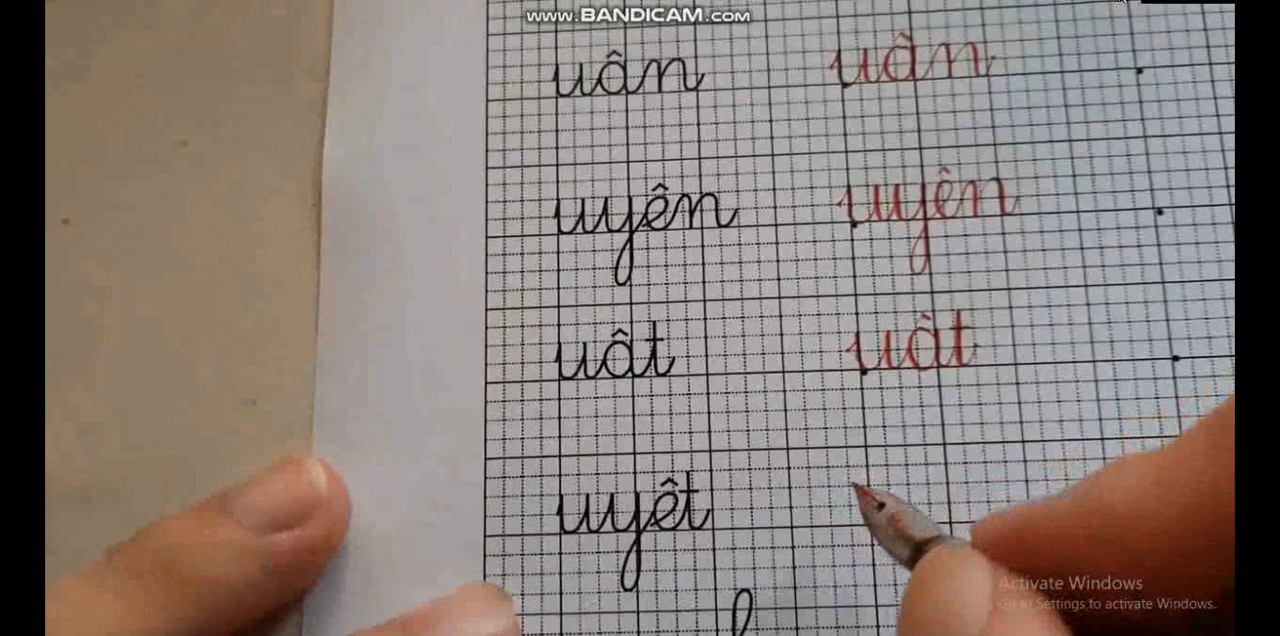 www.BANDICAM.com
uân uân
uyên uyên
uât uât
uyêt
Activate Windows
Go to Settings to activate Windows.